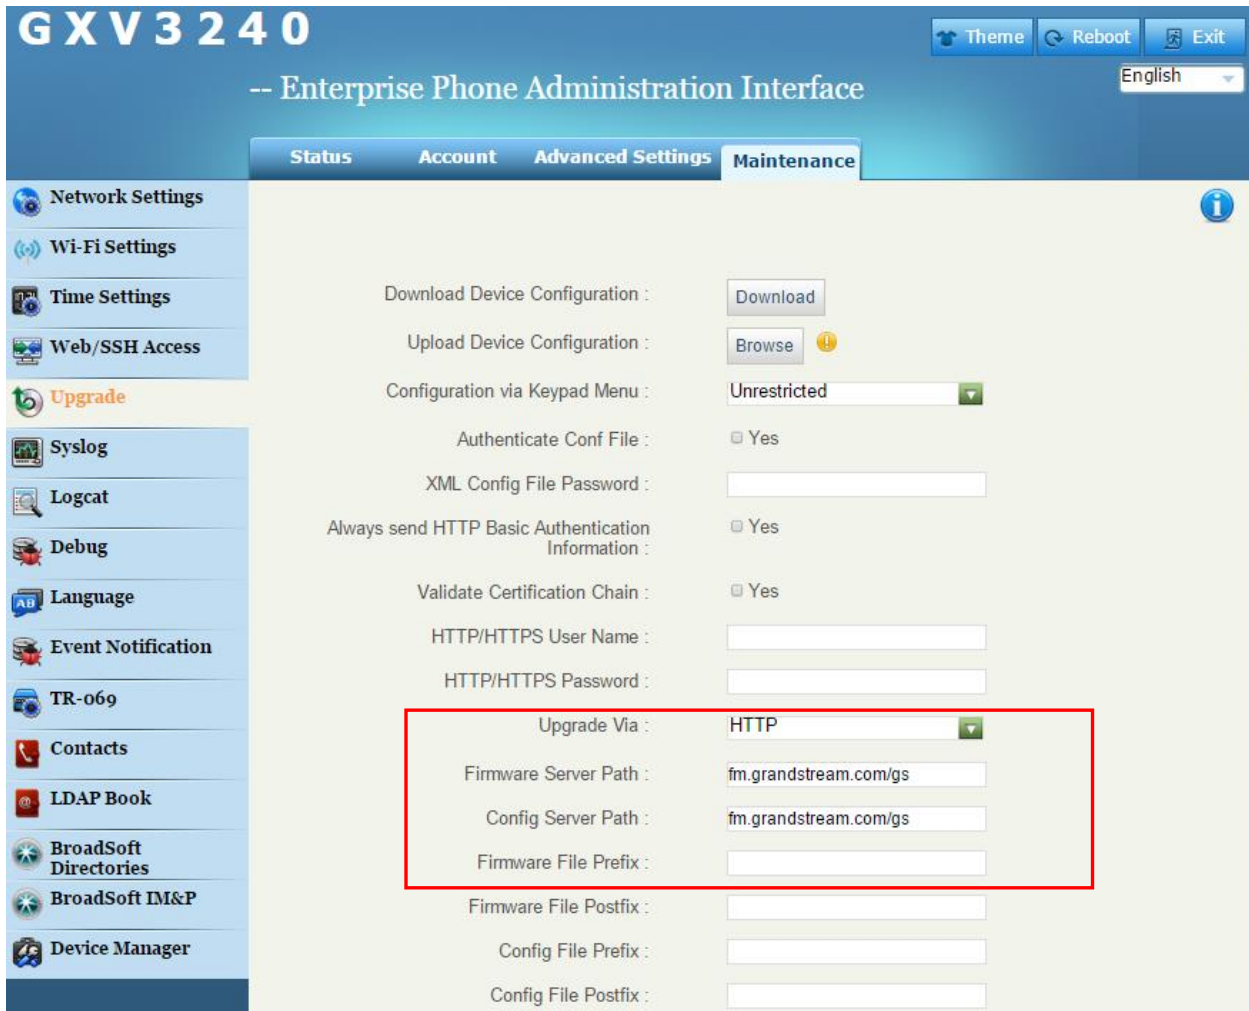 GXV3240
Theme
Reboot
Exit
English
-- Enterprise Phone Administration Interface
Status
Account
Advanced Settings
Maintenance
Network Settings
Wi-Fi Settings
Time Settings
Web/SSH Access
Upgrade
Syslog
Logcat
Debug
Language
Event Notification
TR-069
Contacts
LDAP Book
BroadSoft
Directories
BroadSoft IM&P
Device Manager
Download Device Configuration : Download
Upload Device Configuration : Browse
Configuration via Keypad Menu : Unrestricted
Authenticate Conf File : Yes
XML Config File Password :
Always send HTTP Basic Authentication
Information : Yes
Validate Certification Chain : Yes
HTTP/HTTPS User Name :
HTTP/HTTPS Password :
Upgrade Via : HTTP
Firmware Server Path : fm.grandstream.com/gs
Config Server Path : fm.grandstream.com/gs
Firmware File Prefix :
Firmware File Postfix :
Config File Prefix :
Config File Postfix :